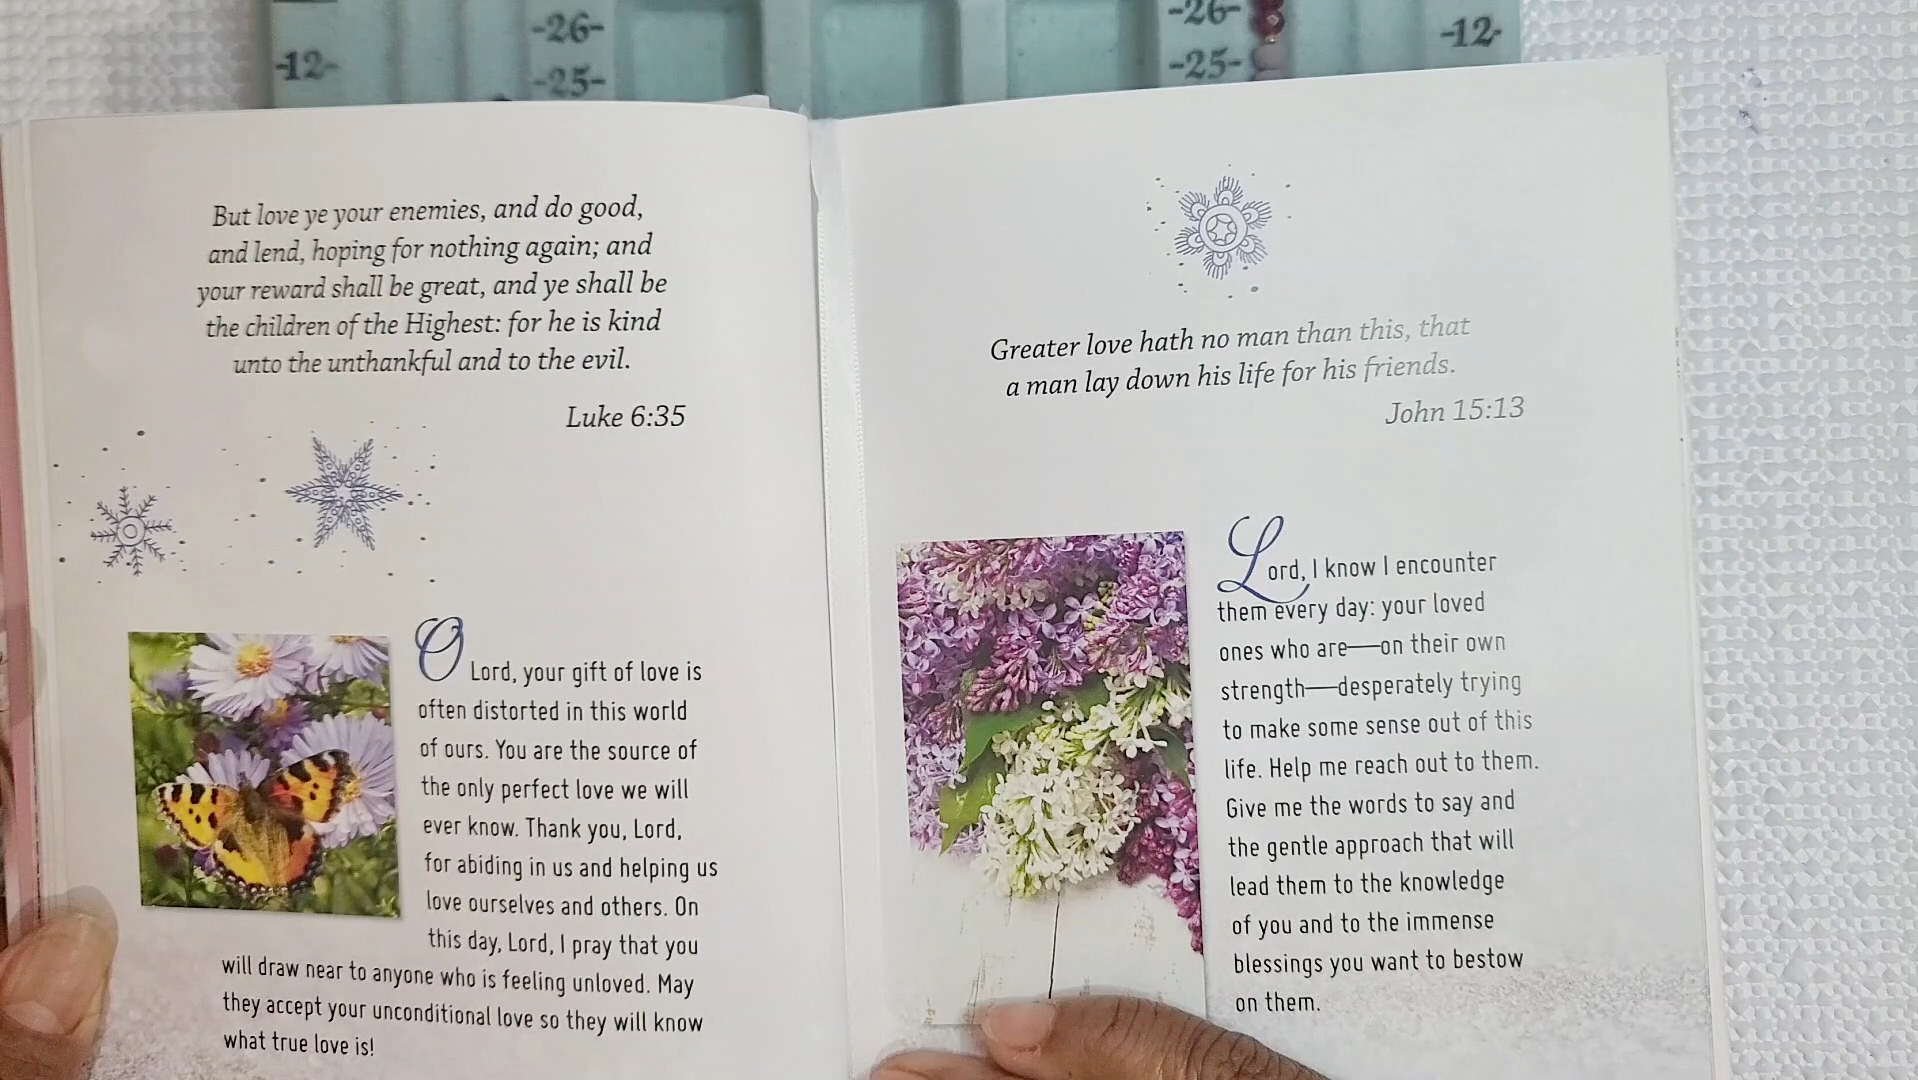 -26-
-12-
-25-
-26-
-25-
-12-
But love ye your enemies, and do good,
and lend, hoping for nothing again; and
your reward shall be great, and ye shall be
the children of the Highest: for he is kind
unto the unthankful and to the evil.
Luke 6:35
O Lord, your gift of love is
often distorted in this world
of ours. You are the source of
the only perfect love we will
ever know. Thank you, Lord,
for abiding in us and helping us
love ourselves and others. On
this day, Lord, I pray that you
will draw near to anyone who is feeling unloved. May
they accept your unconditional love so they will know
what true love is!
Greater love hath no man than this, that
a man lay down his life for his friends.
John 15:13
Lord, I know I encounter
them every day: your loved
ones who are—on their own
strength—desperately trying
to make some sense out of this
life. Help me reach out to them.
Give me the words to say and
the gentle approach that will
lead them to the knowledge
of you and to the immense
blessings you want to bestow
on them.